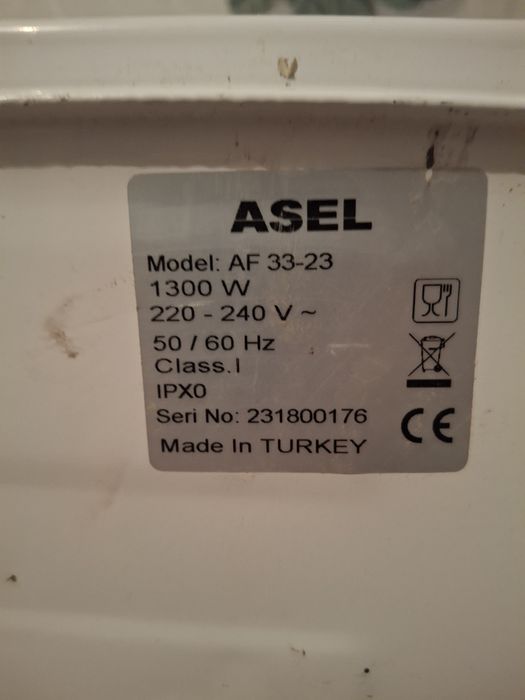 ASEL
Model: AF 33-23
1300 W
220 - 240 V ~
50 / 60 Hz
Class.I
IPX0
Seri No: 231800176
Made In TURKEY
CE